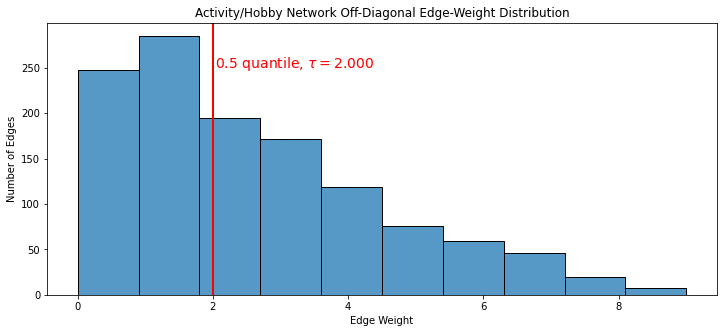 Activity/Hobby Network Off-Diagonal Edge-Weight Distribution
0.5 quantile, τ = 2.000
Number of Edges
250
200
150
100
50
0
0 2 4 6 8
Edge Weight